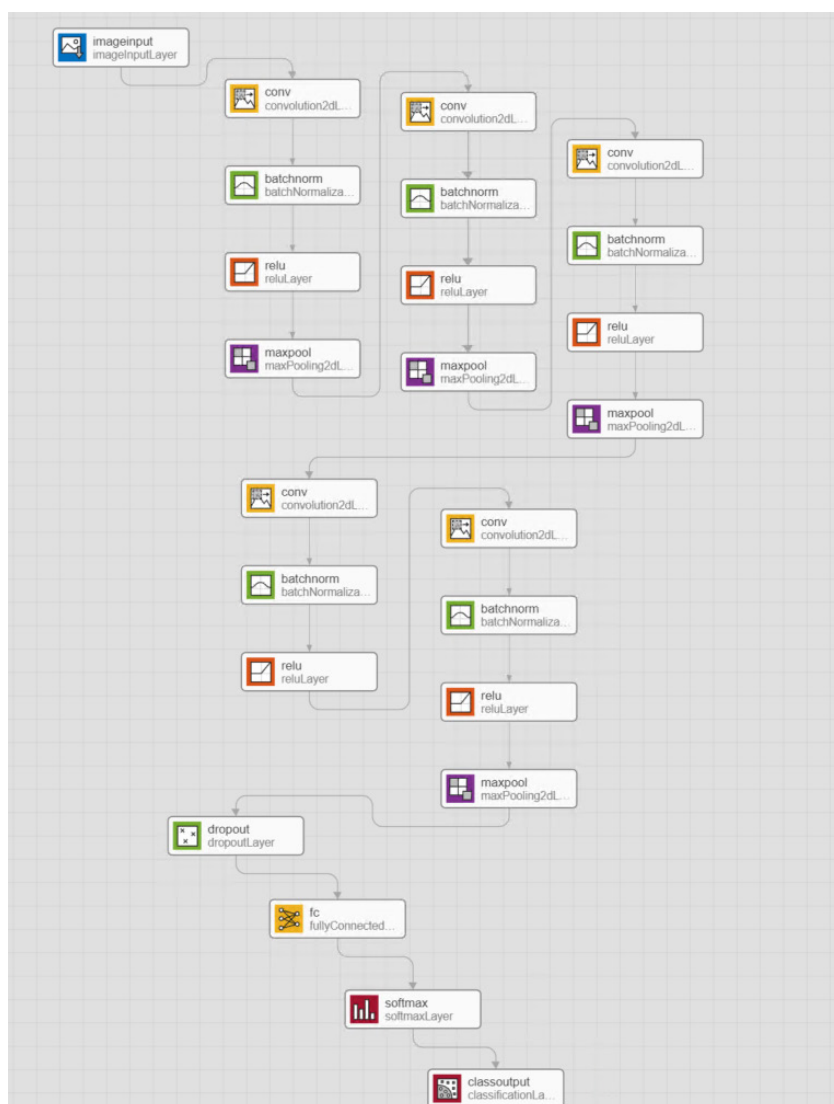 imageinput
imageInputLayer
conv
convolution2dL...
batchnorm
batchNormaliza...
relu
reluLayer
maxpool
maxPooling2dL...
conv
convolution2dL...
batchnorm
batchNormaliza...
relu
reluLayer
maxpool
maxPooling2dL...
conv
convolution2dL...
batchnorm
batchNormaliza...
relu
reluLayer
maxpool
maxPooling2dL...
conv
convolution2dL...
batchnorm
batchNormaliza...
relu
reluLayer
conv
convolution2dL...
batchnorm
batchNormaliza...
relu
reluLayer
maxpool
maxPooling2dL...
dropout
dropoutLayer
fc
fullyConnected...
softmax
softmaxLayer
classoutput
classificationLa...